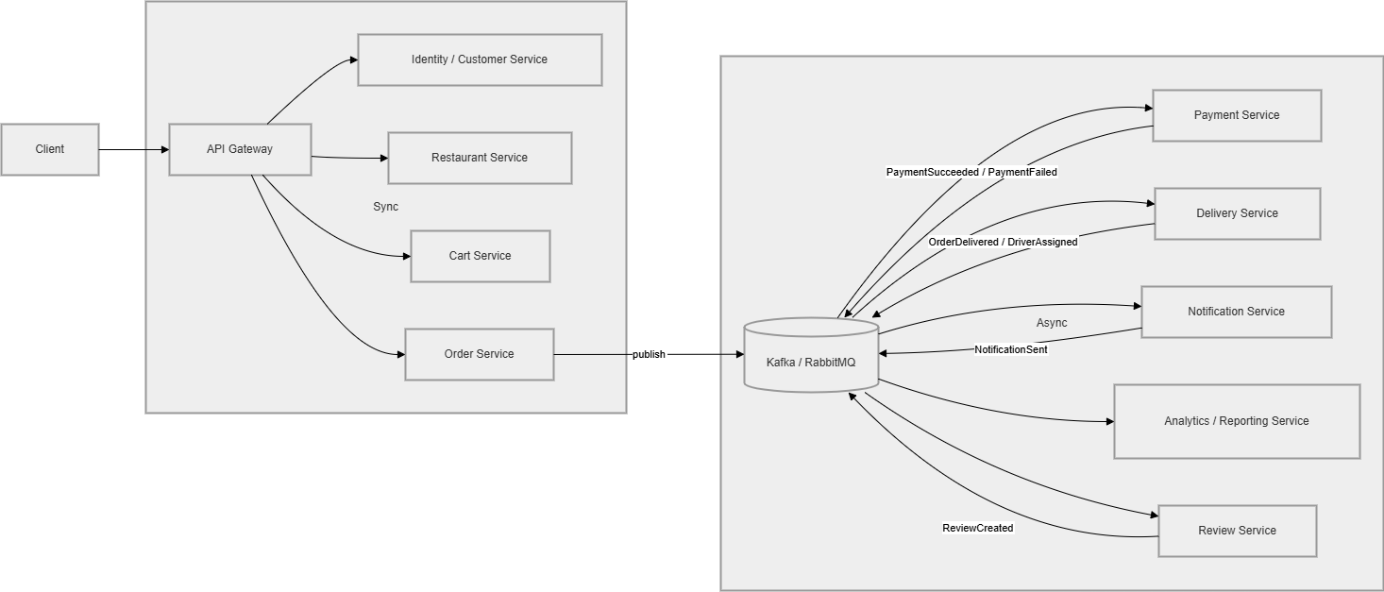 Client
API Gateway
Identity / Customer Service
Restaurant Service
Sync
Cart Service
Order Service
publish
Kafka / RabbitMQ
PaymentSucceeded / PaymentFailed
OrderDelivered / DriverAssigned
Async
NotificationSent
ReviewCreated
Payment Service
Delivery Service
Notification Service
Analytics / Reporting Service
Review Service